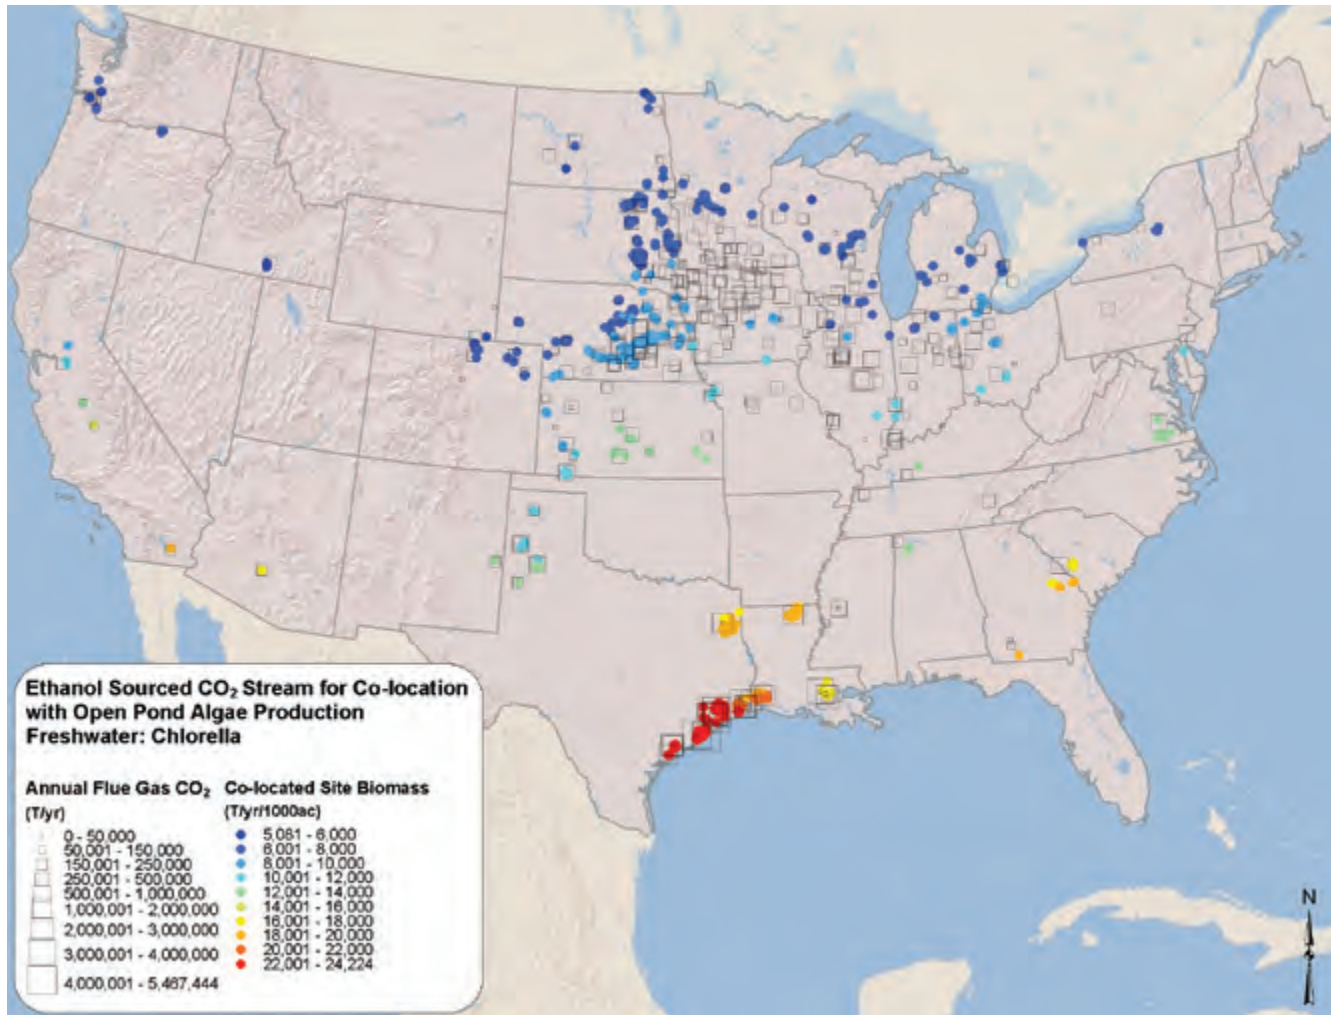 Ethanol Sourced CO₂ Stream for Co-location
with Open Pond Algae Production
Freshwater: Chlorella
Annual Flue Gas CO₂
(T/yr)
0 - 50,000
50,001 - 150,000
150,001 - 250,000
250,001 - 500,000
500,001 - 1,000,000
1,000,001 - 2,000,000
2,000,001 - 3,000,000
3,000,001 - 4,000,000
4,000,001 - 5,467,444
Co-located Site Biomass
(T/yr/1000ac)
5,061 - 6,000
6,001 - 8,000
8,001 - 10,000
10,001 - 12,000
12,001 - 14,000
14,001 - 16,000
16,001 - 18,000
18,001 - 20,000
20,001 - 22,000
22,001 - 24,224
N